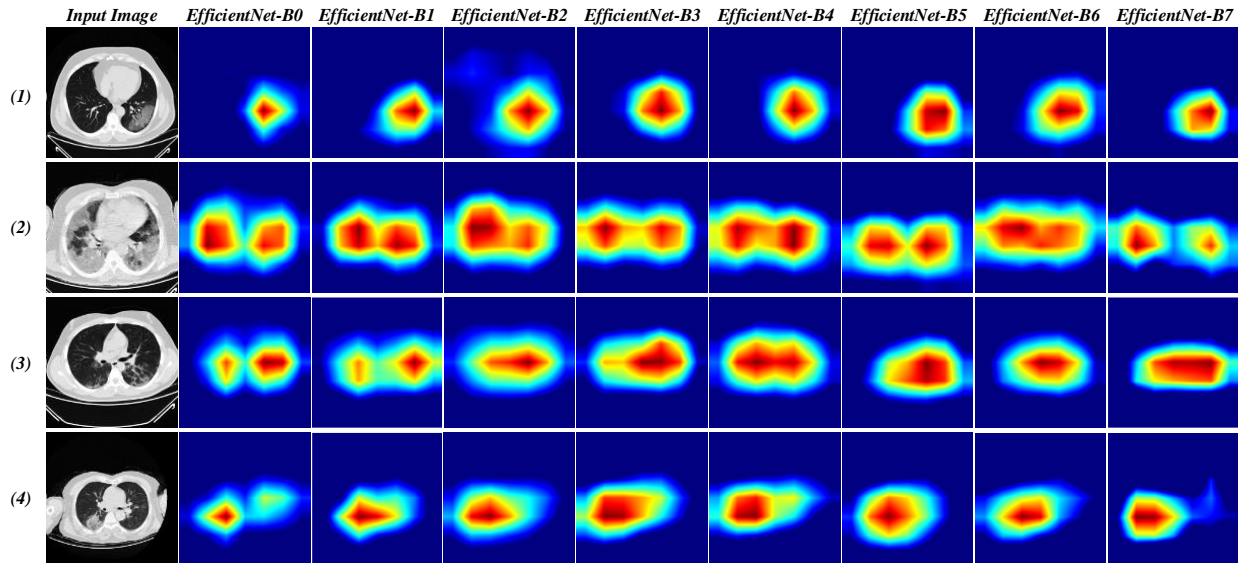 Input Image EfficientNet-B0 EfficientNet-B1 EfficientNet-B2 EfficientNet-B3 EfficientNet-B4 EfficientNet-B5 EfficientNet-B6 EfficientNet-B7
(1)
(2)
(3)
(4)